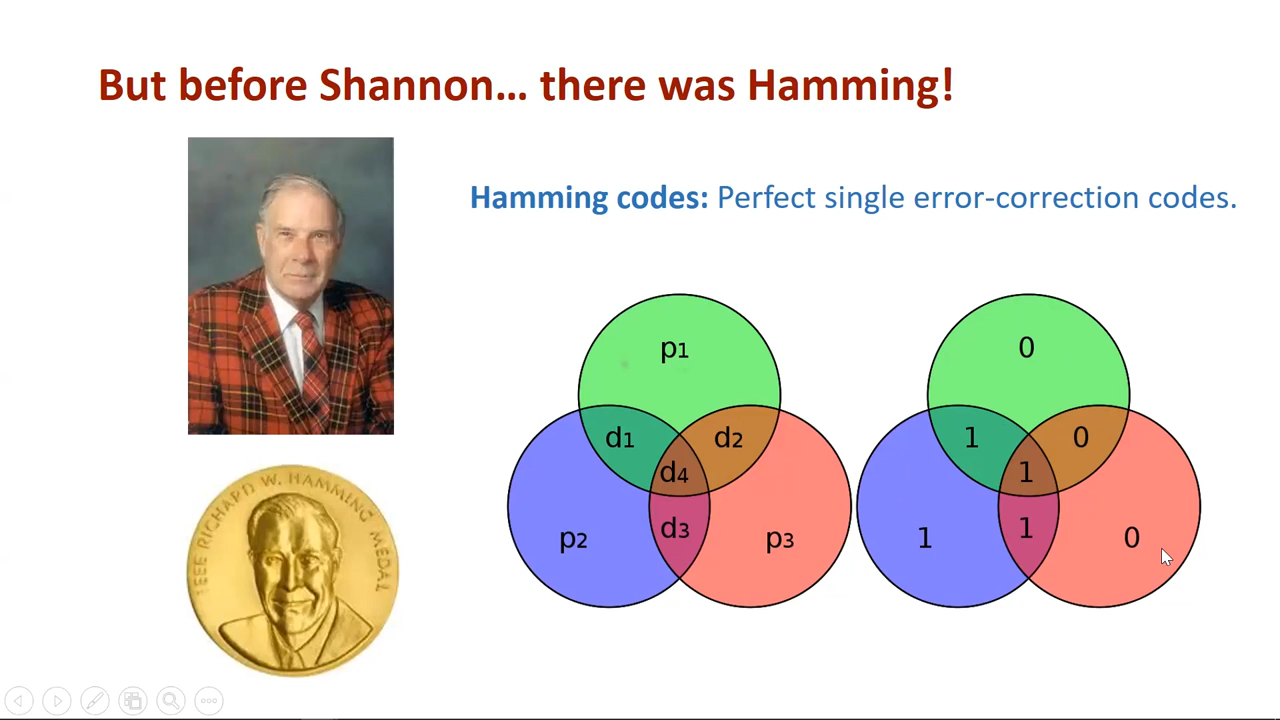 But before Shannon… there was Hamming!
Hamming codes: Perfect single error-correction codes.
p1
d1
d2
d4
d3
p2
p3
0
1
0
1
1
1
0
IEEE RICHARD W. HAMMING MEDAL